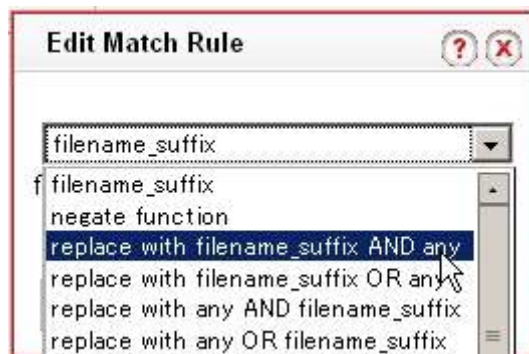 Edit Match Rule
?
X
filename_suffix
f
filename_suffix
negate function
replace with filename_suffix AND any
replace with filename_suffix OR any
replace with any AND filename_suffix
replace with any OR filename_suffix